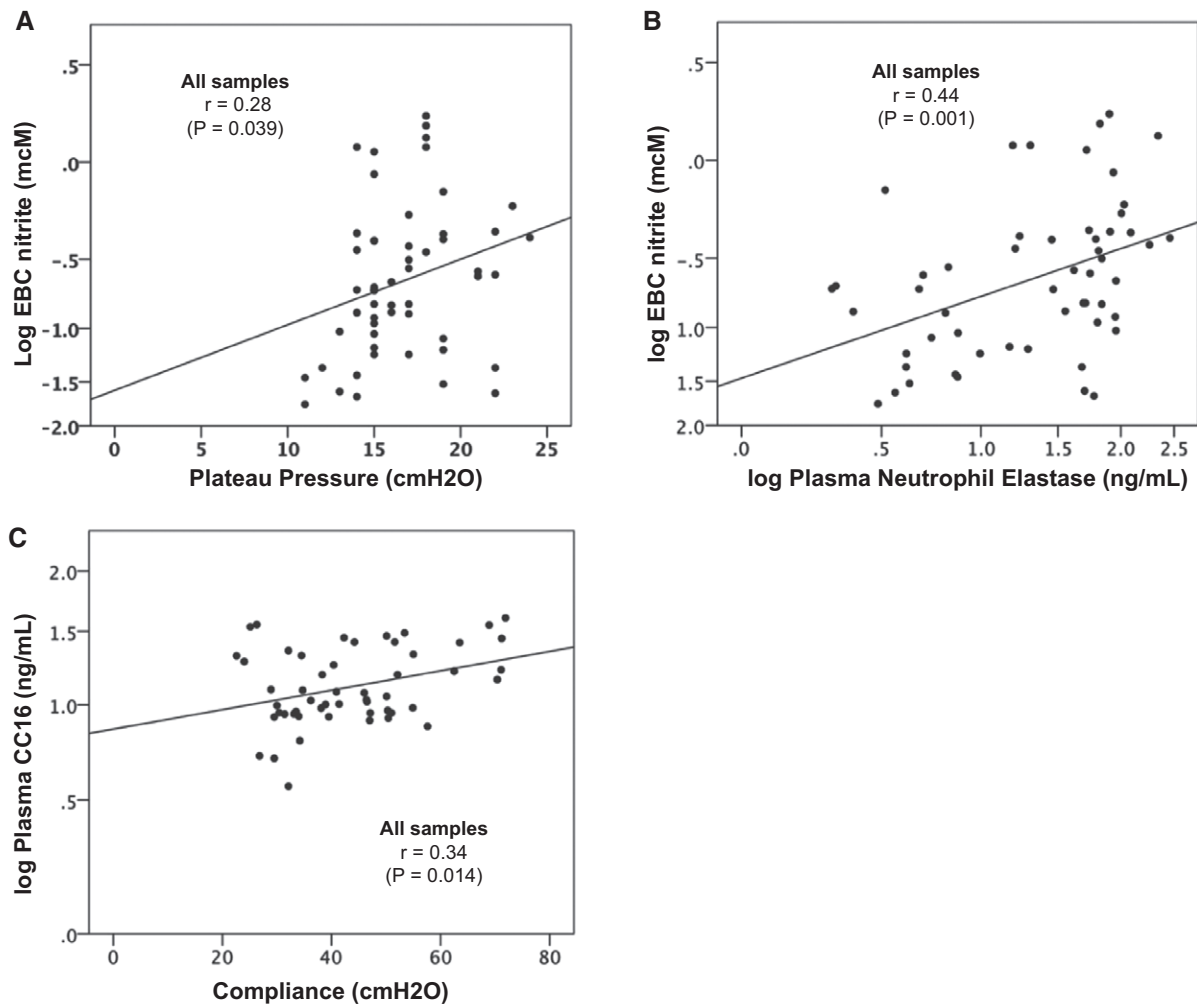 A
All samples
r = 0.28
(P = 0.039)
Log EBC nitrite (mcM)
.5
.0
-.5
-1.0
-1.5
-2.0
0 5 10 15 20 25
Plateau Pressure (cmH2O)
B
All samples
r = 0.44
(P = 0.001)
log EBC nitrite (mcM)
.5
.0
-.5
1.0
1.5
2.0
.0 .5 1.0 1.5 2.0 2.5
log Plasma Neutrophil Elastase (ng/mL)
C
log Plasma CC16 (ng/mL)
2.0
1.5
1.0
.5
.0
All samples
r = 0.34
(P = 0.014)
0 20 40 60 80
Compliance (cmH2O)